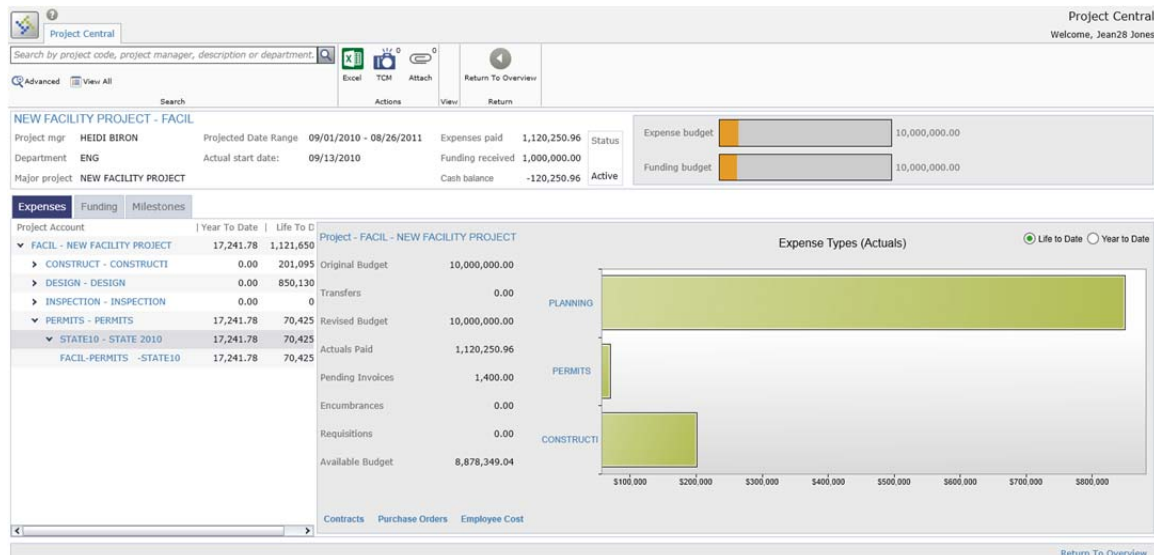 Project Central
Project Central
Welcome, Jean28 Jones
Search by project code, project manager, description or department.
Advanced View All
Search
Excel
0
TCM
0
Attach
Actions
View
Return To Overview
Return
NEW FACILITY PROJECT - FACIL
Project mgr HEIDI BIRON
Projected Date Range 09/01/2010 - 08/26/2011
Expenses paid 1,120,250.96
Status
Expense budget 10,000,000.00
Department ENG
Actual start date: 09/13/2010
Funding received 1,000,000.00
Funding budget 10,000,000.00
Major project NEW FACILITY PROJECT
Cash balance -120,250.96
Active
Expenses Funding Milestones
Project Account | Year To Date | Life To D
FACIL - NEW FACILITY PROJECT 17,241.78 1,121,650
CONSTRUCT - CONSTRUCTI 0.00 201,095
DESIGN - DESIGN 0.00 850,130
INSPECTION - INSPECTION 0.00 0
PERMITS - PERMITS 17,241.78 70,425
STATE10 - STATE 2010 17,241.78 70,425
FACIL-PERMITS -STATE10 17,241.78 70,425
Project - FACIL - NEW FACILITY PROJECT
Original Budget 10,000,000.00
Transfers 0.00
Revised Budget 10,000,000.00
Actuals Paid 1,120,250.96
Pending Invoices 1,400.00
Encumbrances 0.00
Requisitions 0.00
Available Budget 8,878,349.04
Contracts Purchase Orders Employee Cost
Expense Types (Actuals)
Life to Date Year to Date
PLANNING
PERMITS
CONSTRUCTI
$100,000 $200,000 $300,000 $400,000 $500,000 $600,000 $700,000 $800,000
Return To Overview